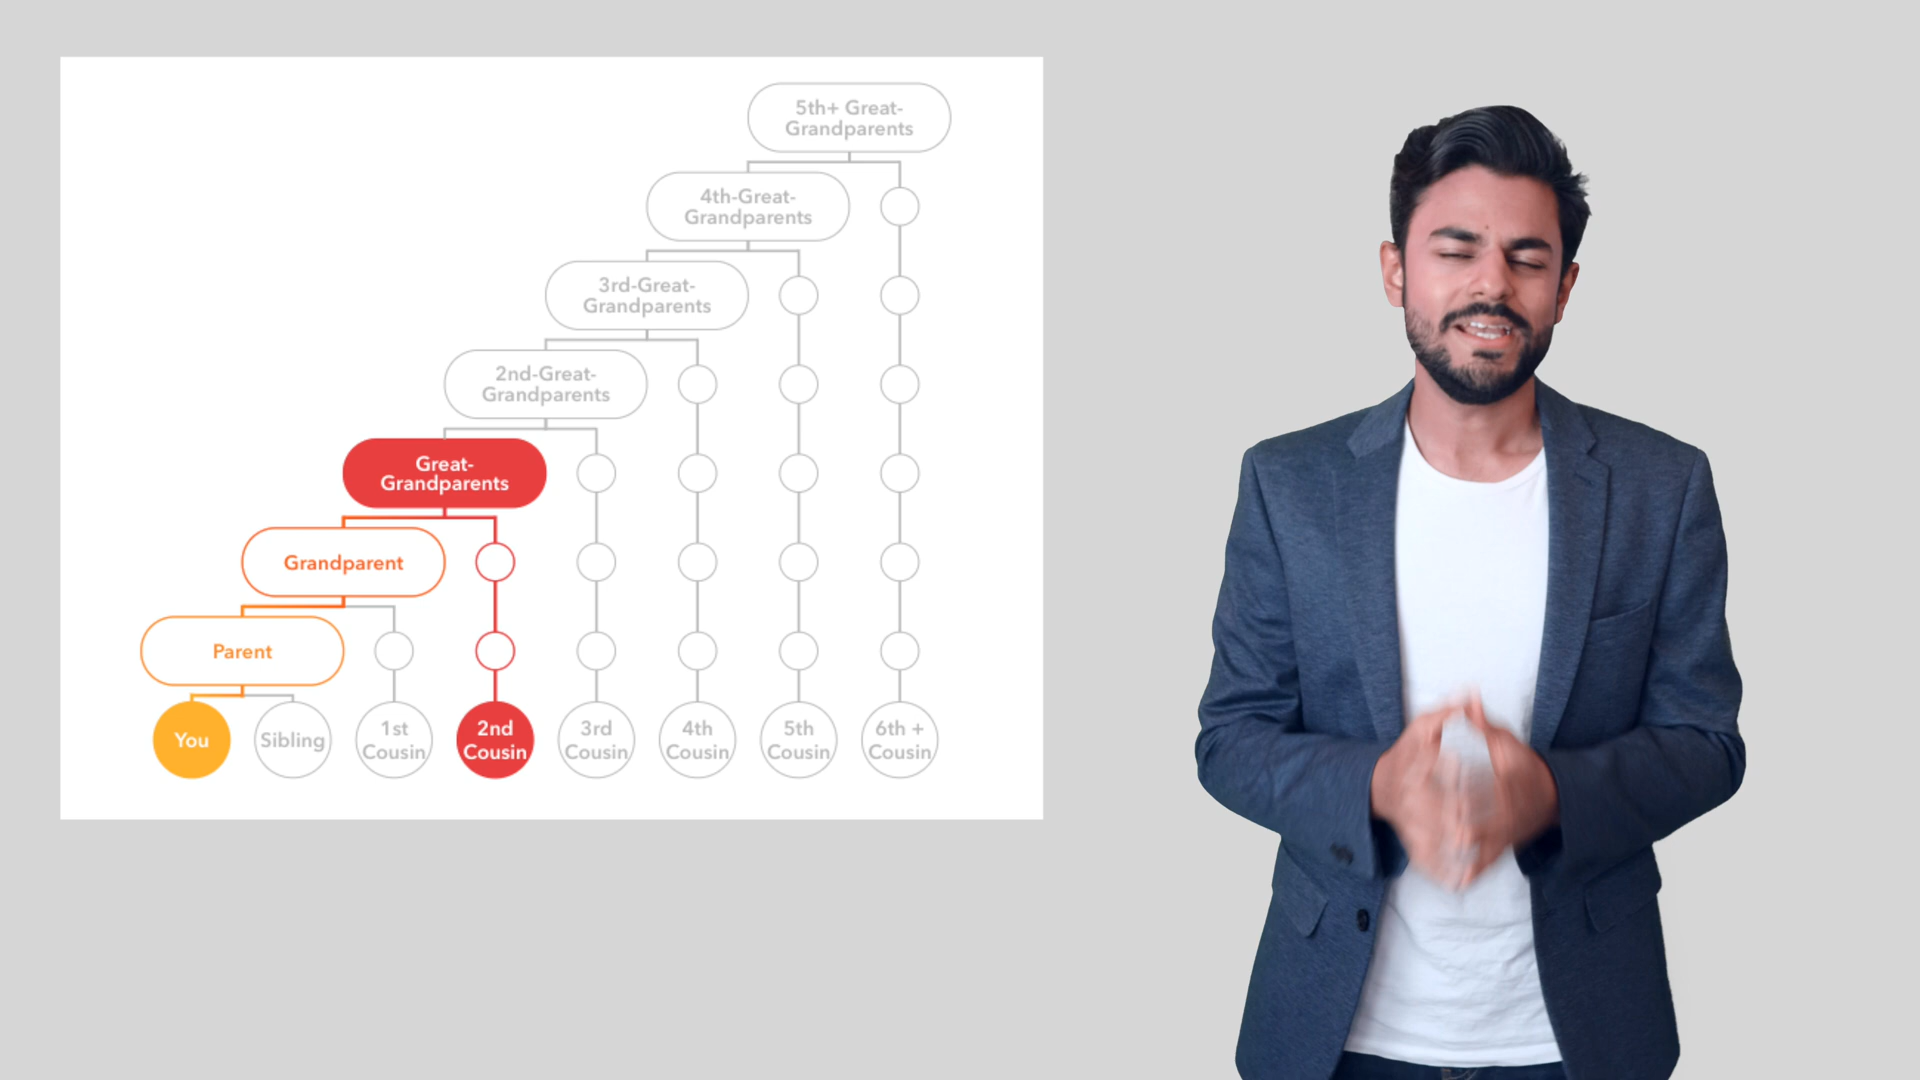 5th+ Great-
Grandparents
4th-Great-
Grandparents
3rd-Great-
Grandparents
2nd-Great-
Grandparents
Great-
Grandparents
Grandparent
Parent
You
Sibling
1st
Cousin
2nd
Cousin
3rd
Cousin
4th
Cousin
5th
Cousin
6th +
Cousin